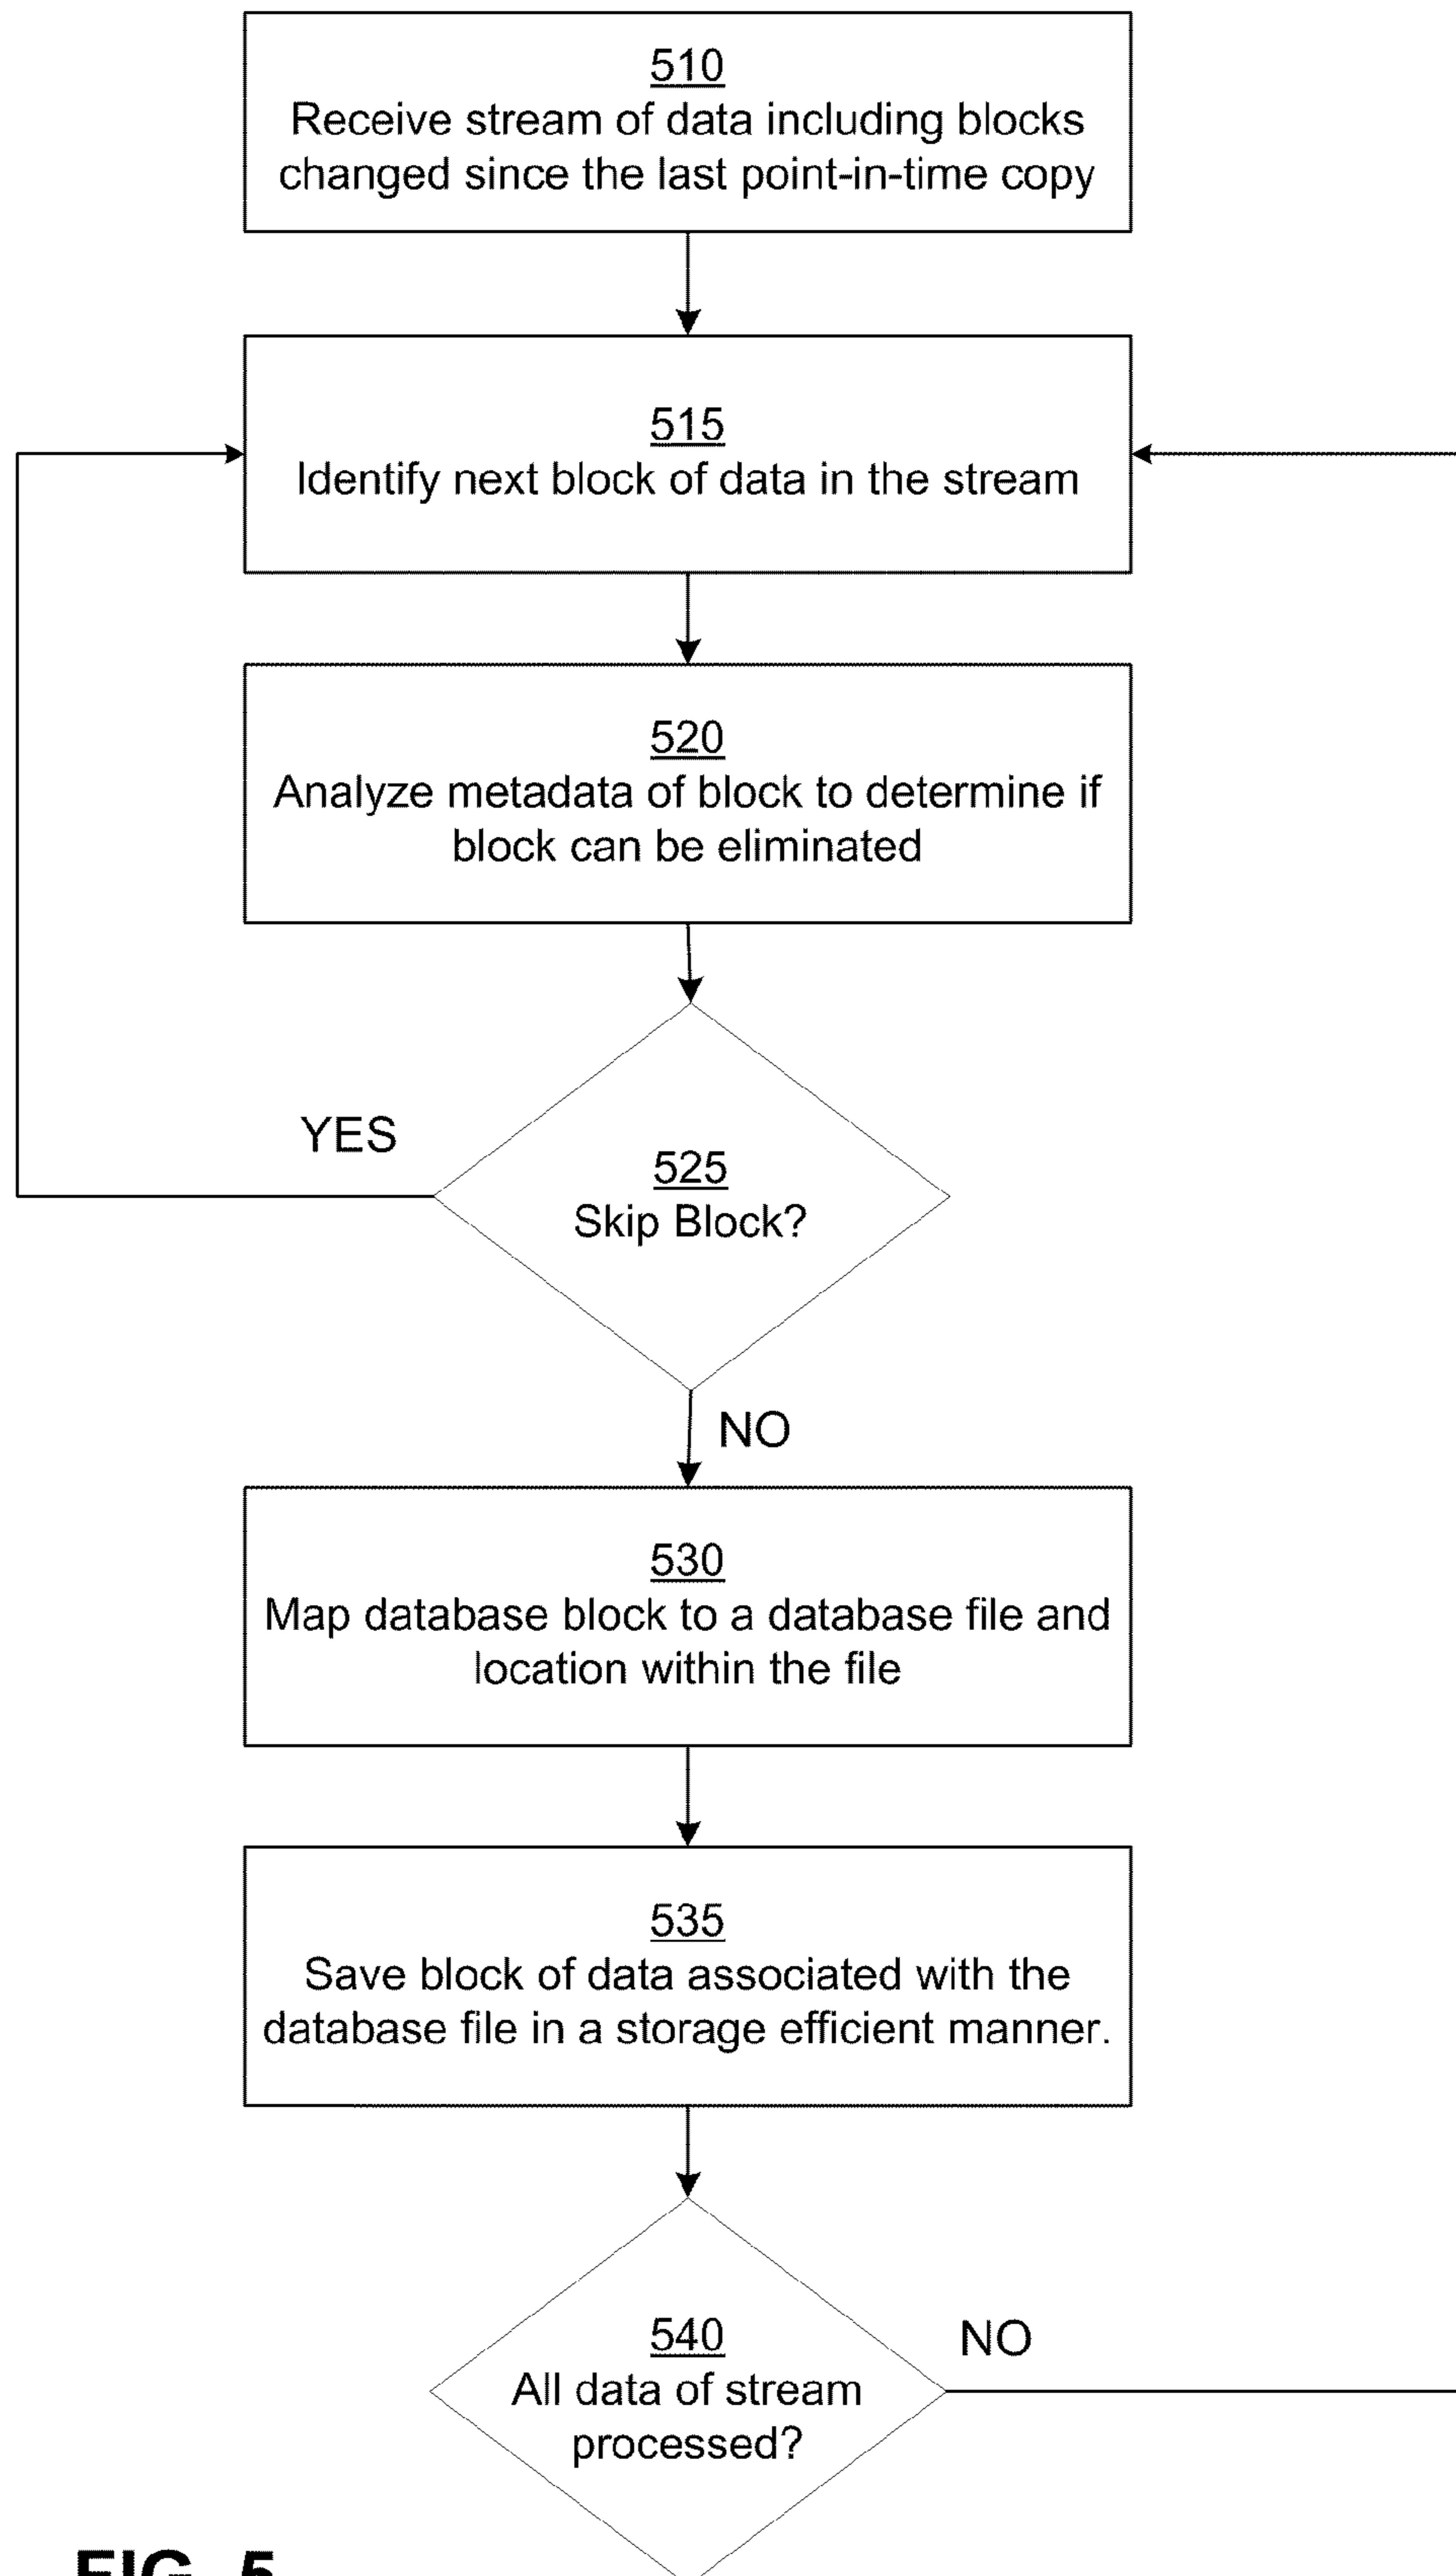 510
Receive stream of data including blocks
changed since the last point-in-time copy
515
Identify next block of data in the stream
520
Analyze metadata of block to determine if
block can be eliminated
YES
525
Skip Block?
NO
530
Map database block to a database file and
location within the file
535
Save block of data associated with the
database file in a storage efficient manner.
540
All data of stream
processed?
NO
FIG. 5